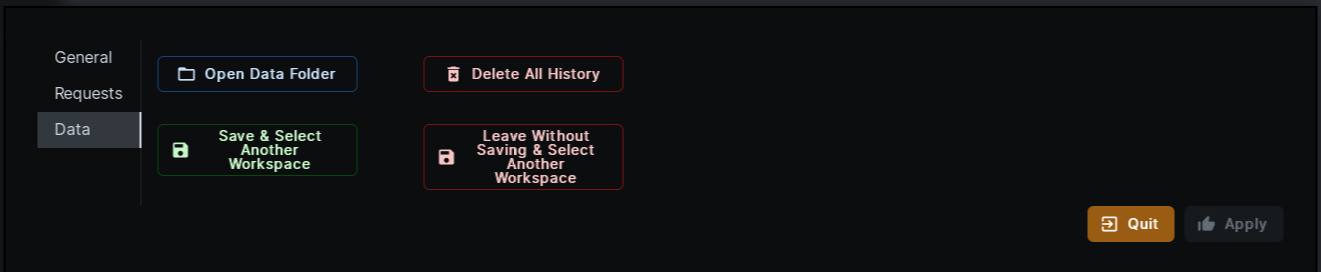 General
Requests
Data
Open Data Folder
Delete All History
Save & Select
Another
Workspace
Leave Without
Saving & Select
Another
Workspace
Quit
Apply